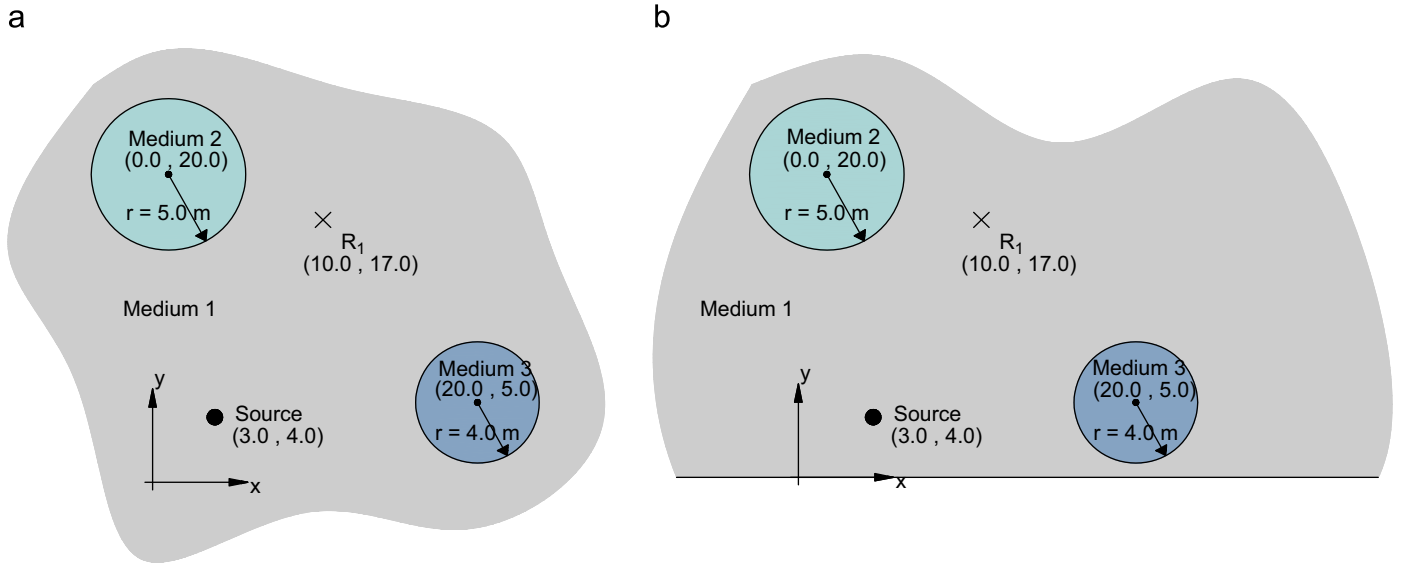 a
Medium 2
(0.0 , 20.0)
r = 5.0 m
R1
(10.0 , 17.0)
Medium 1
Medium 3
(20.0 , 5.0)
r = 4.0 m
y
Source
(3.0 , 4.0)
x
b
Medium 2
(0.0 , 20.0)
r = 5.0 m
R1
(10.0 , 17.0)
Medium 1
Medium 3
(20.0 , 5.0)
r = 4.0 m
y
Source
(3.0 , 4.0)
x